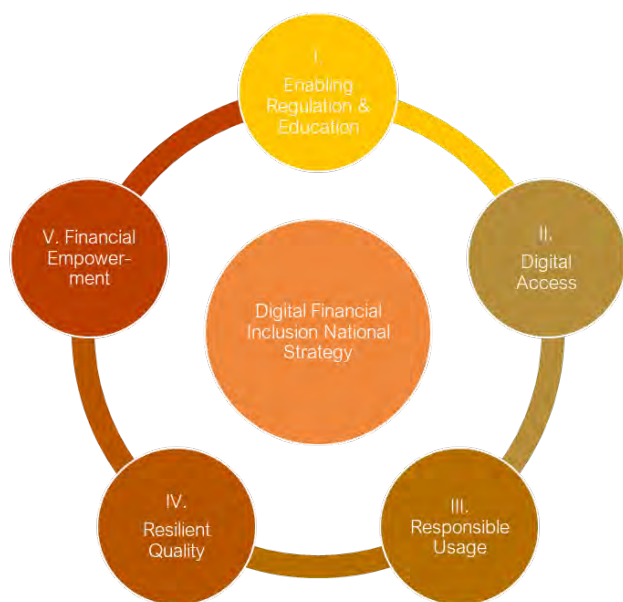 I.
Enabling
Regulation &
Education
II.
Digital
Access
III.
Responsible
Usage
IV.
Resilient
Quality
V. Financial
Empower-
ment
Digital Financial
Inclusion National
Strategy